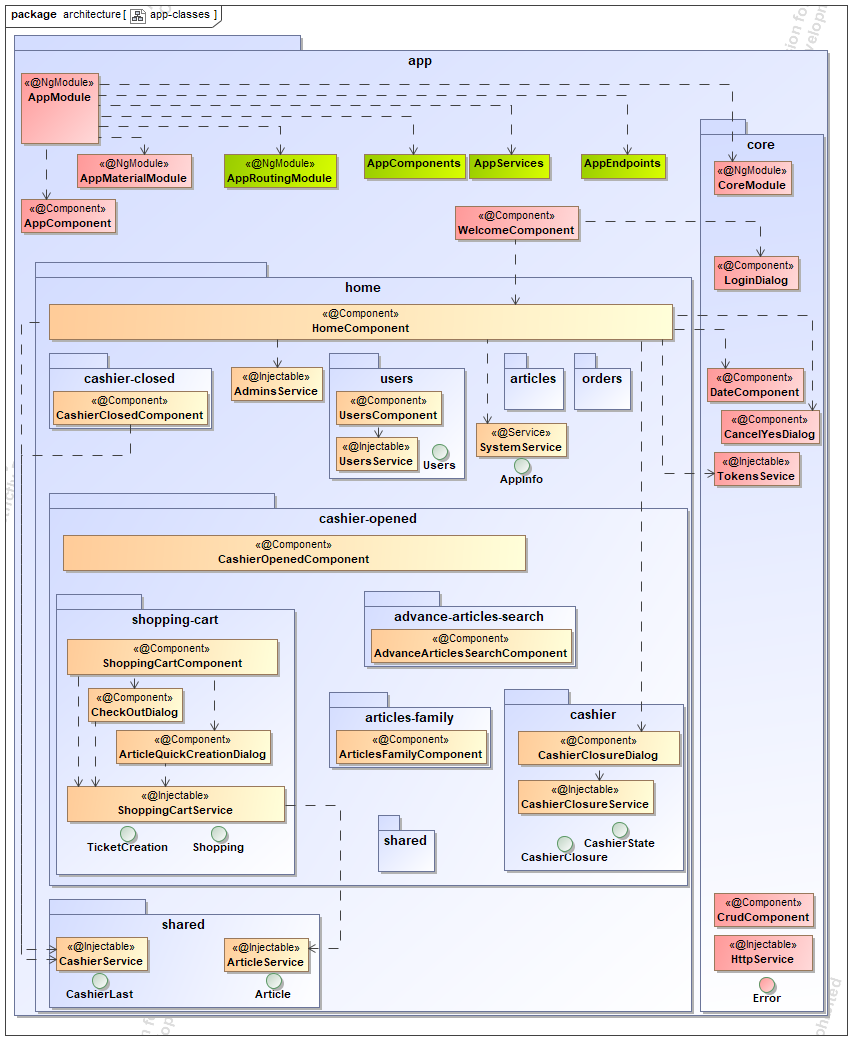 package architecture [ app-classes ]
app
«@NgModule»
AppModule
«@NgModule»
AppMaterialModule
«@NgModule»
AppRoutingModule
AppComponents
AppServices
AppEndpoints
core
«@NgModule»
CoreModule
«@Component»
AppComponent
«@Component»
WelcomeComponent
«@Component»
LoginDialog
home
«@Component»
HomeComponent
cashier-closed
«@Component»
CashierClosedComponent
«@Injectable»
AdminsService
users
«@Component»
UsersComponent
«@Injectable»
UsersService
Users
articles
orders
«@Service»
SystemService
AppInfo
«@Component»
DateComponent
«@Component»
CancelYesDialog
«@Injectable»
TokensSevice
cashier-opened
«@Component»
CashierOpenedComponent
shopping-cart
«@Component»
ShoppingCartComponent
«@Component»
CheckOutDialog
«@Component»
ArticleQuickCreationDialog
«@Injectable»
ShoppingCartService
TicketCreation
Shopping
advance-articles-search
«@Component»
AdvanceArticlesSearchComponent
articles-family
«@Component»
ArticlesFamilyComponent
cashier
«@Component»
CashierClosureDialog
«@Injectable»
CashierClosureService
CashierState
CashierClosure
shared
shared
«@Injectable»
CashierService
CashierLast
«@Injectable»
ArticleService
Article
«@Component»
CrudComponent
«@Injectable»
HttpService
Error